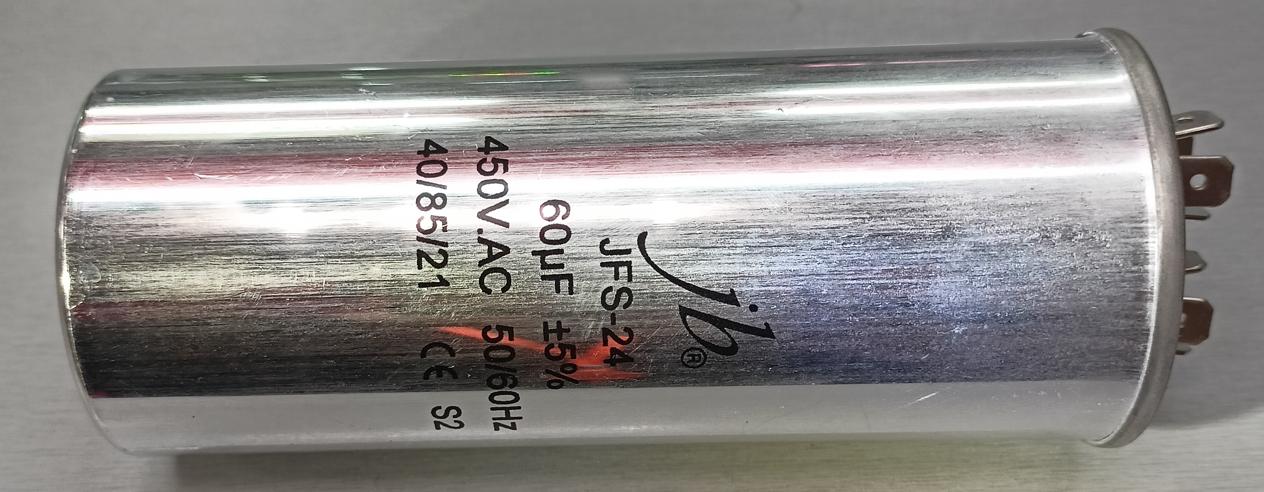 jb®
JFS-24
60µF ±5%
450V.AC 50/60Hz
40/85/21 CE S2